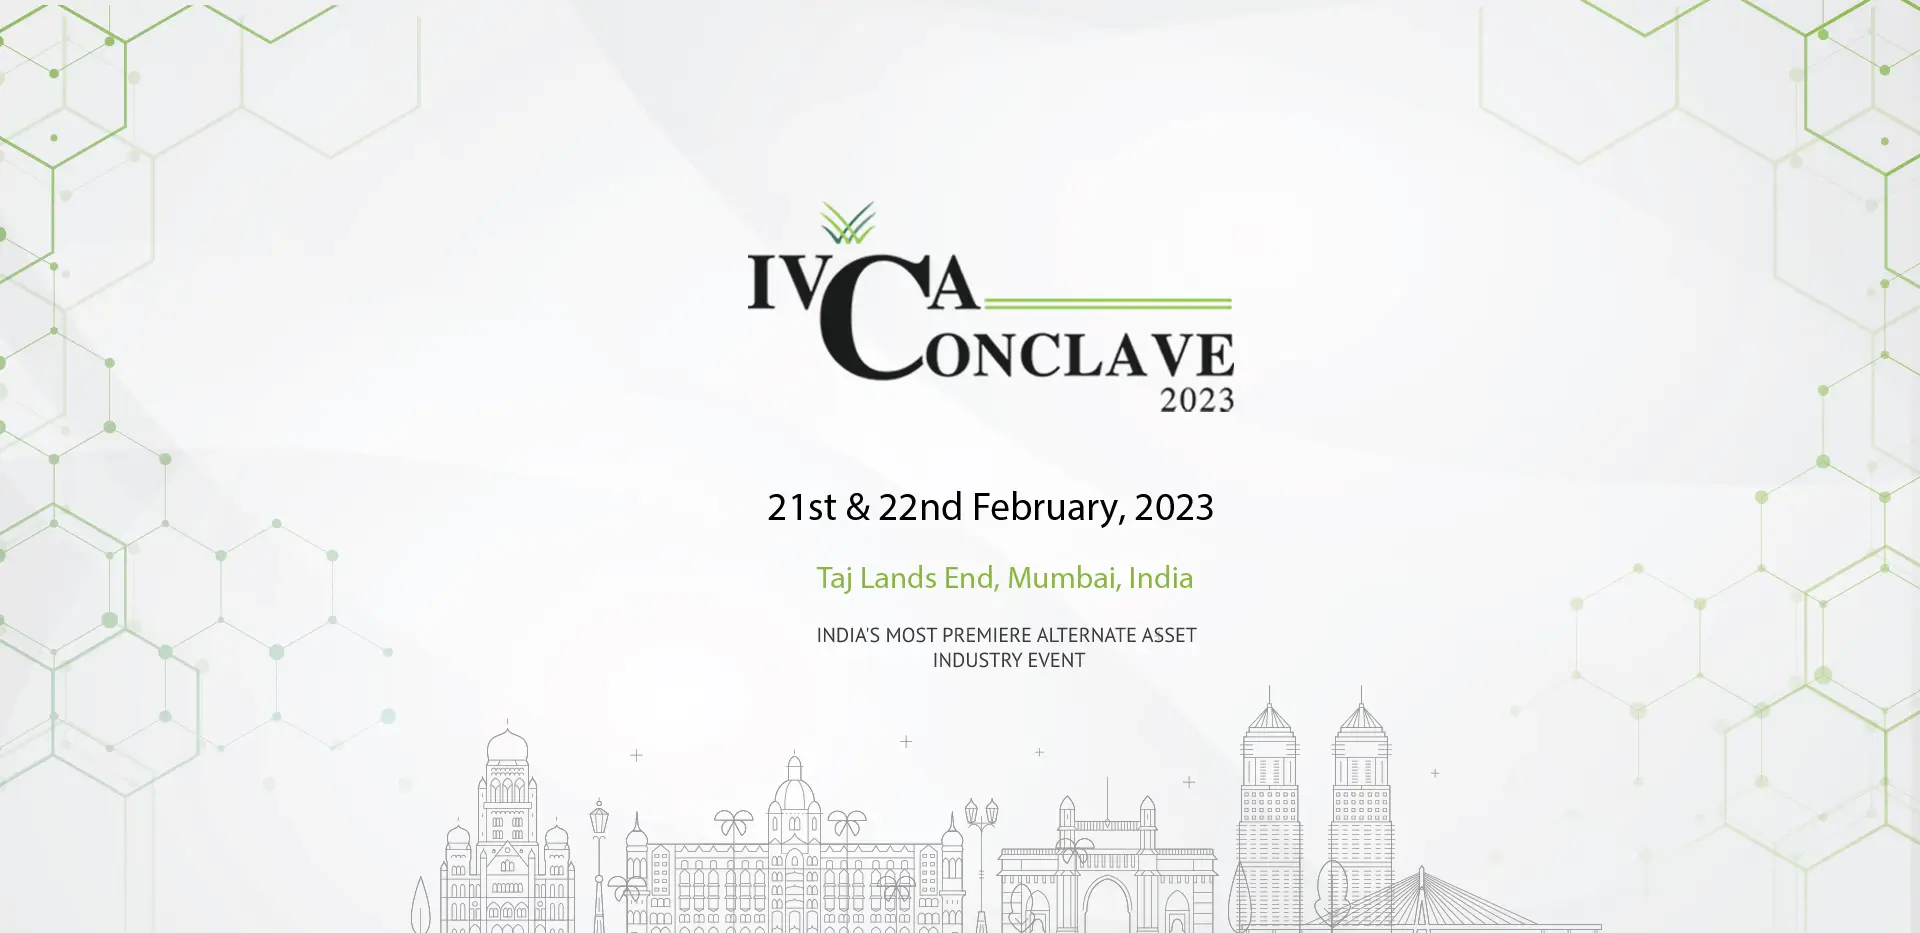 IVCA
CONCLAVE
2023
21st & 22nd February, 2023
Taj Lands End, Mumbai, India
INDIA'S MOST PREMIERE ALTERNATE ASSET
INDUSTRY EVENT